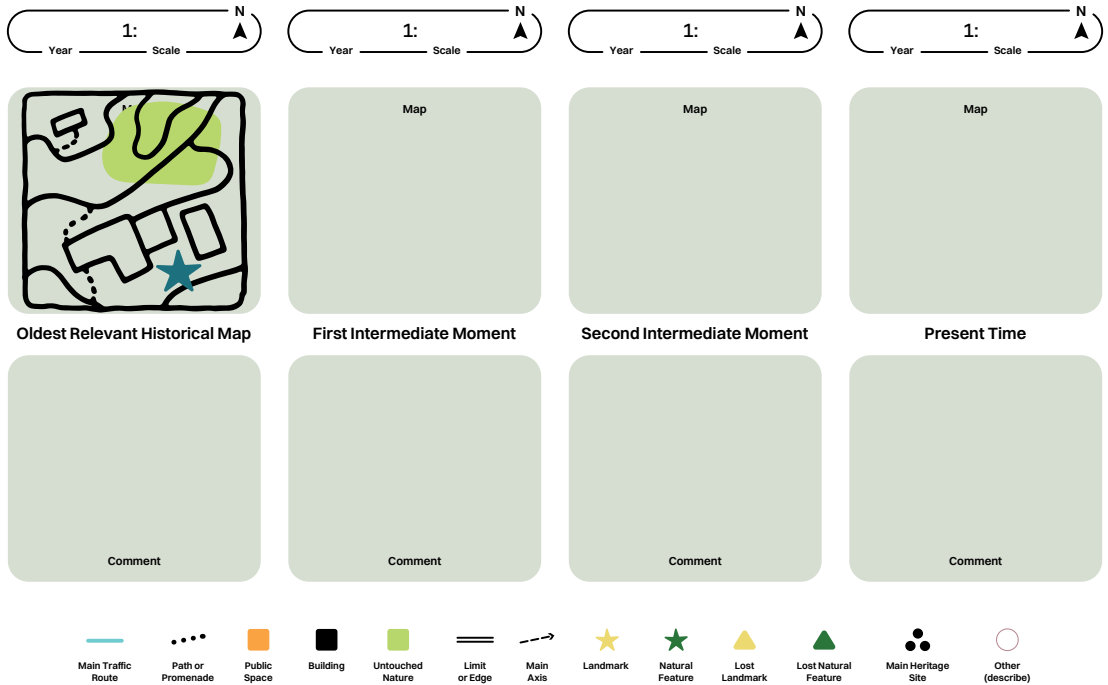 N N N N
1: 1: 1: 1:
Year Scale Year Scale Year Scale Year Scale
Map Map Map
Oldest Relevant Historical Map First Intermediate Moment Second Intermediate Moment Present Time
Comment Comment Comment Comment
Main Traffic Route
Path or Promenade
Public Space
Building
Untouched Nature
Limit or Edge
Main Axis
Landmark
Natural Feature
Lost Landmark
Lost Natural Feature
Main Heritage Site
Other (describe)